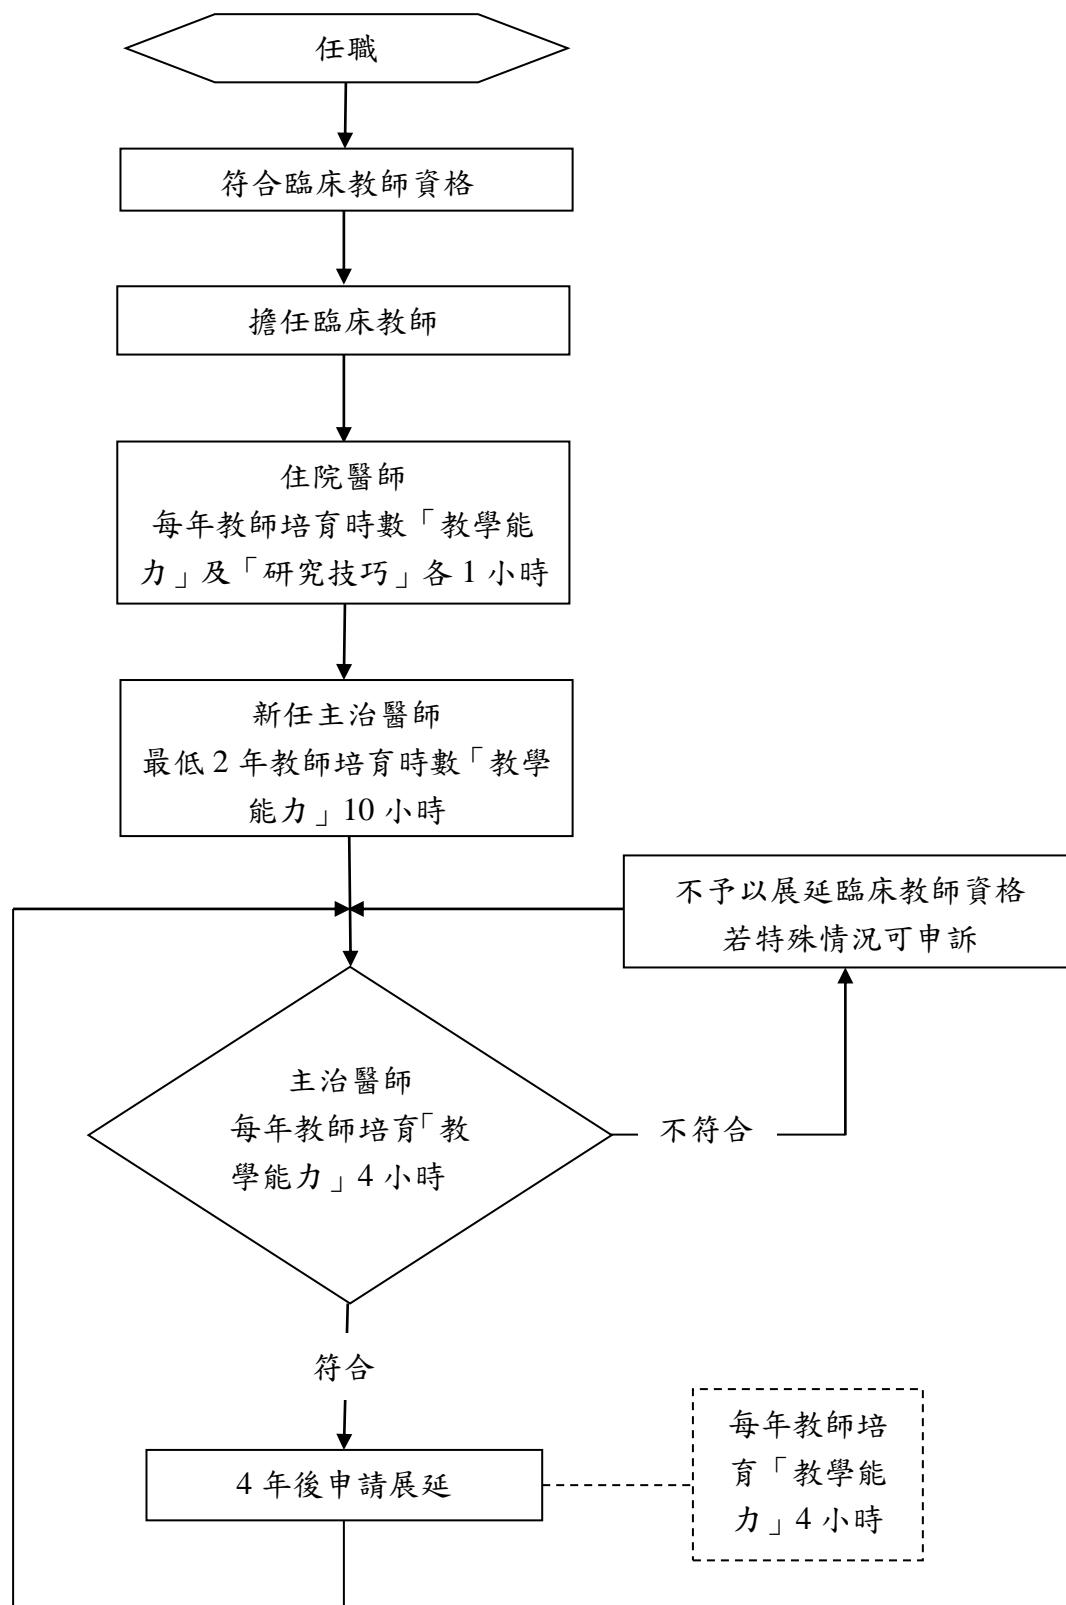 任職
符合臨床教師資格
擔任臨床教師
住院醫師
每年教師培育時數「教學能
力」及「研究技巧」各 1 小時
新任主治醫師
最低 2 年教師培育時數「教學
能力」10 小時
不予以展延臨床教師資格
若特殊情況可申訴
主治醫師
每年教師培育「教
學能力」4 小時
不符合
符合
4 年後申請展延
每年教師培
育「教學能
力」4 小時